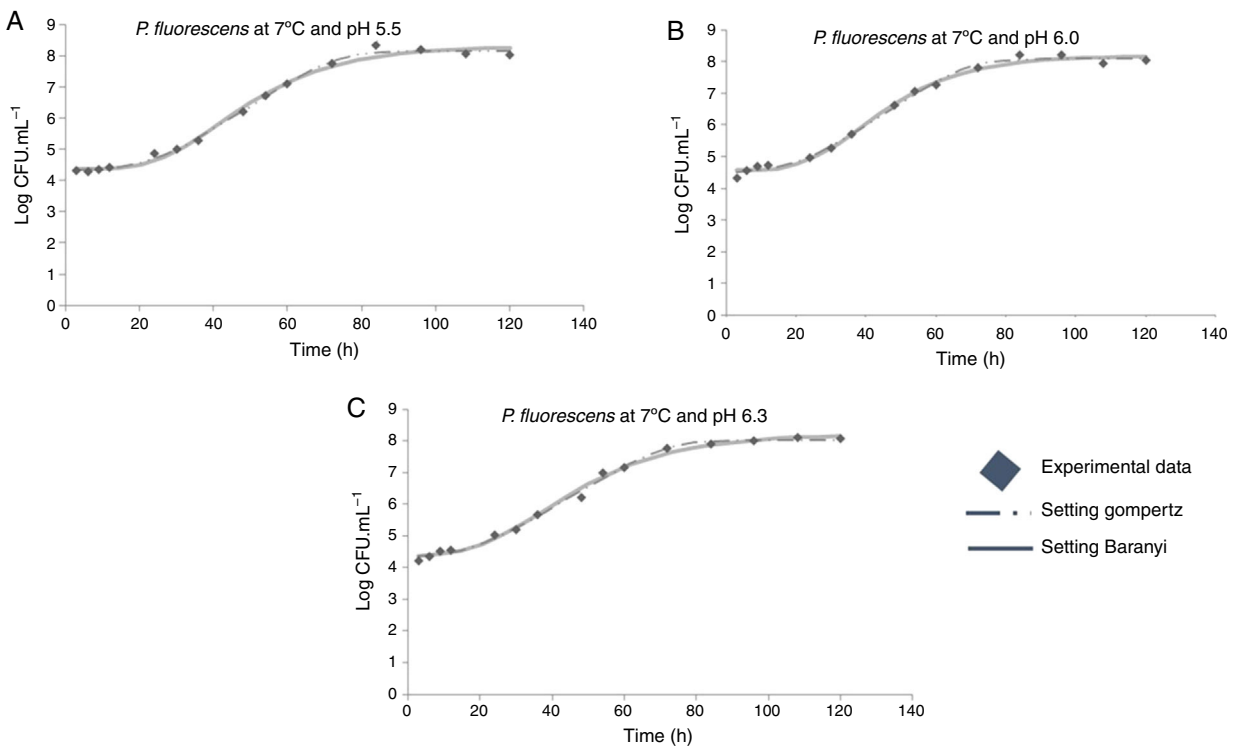 A
P. fluorescens at 7ºC and pH 5.5
Log CFU.mL⁻¹
9
8
7
6
5
4
3
2
1
0
0 20 40 60 80 100 120 140
Time (h)
B
P. fluorescens at 7ºC and pH 6.0
Log CFU.mL⁻¹
9
8
7
6
5
4
3
2
1
0
0 20 40 60 80 100 120 140
Time (h)
C
P. fluorescens at 7ºC and pH 6.3
Log CFU.mL⁻¹
9
8
7
6
5
4
3
2
1
0
0 20 40 60 80 100 120 140
Time (h)
Experimental data
Setting gompertz
Setting Baranyi